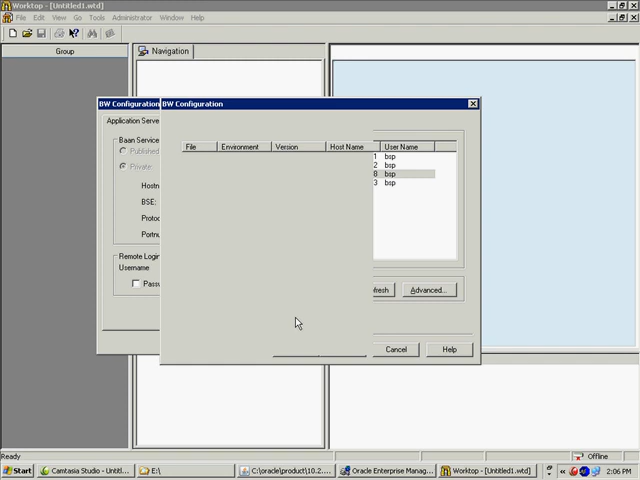 Worktop - [Untitled1.wtd]
File Edit View Go Tools Administrator Window Help
Group
Navigation
BW Configuration
BW Configuration
Application Serve
Baan Service
Published
Private
Hostn
BSE:
Protoc
Portnu
Remote Login
Username
Passw
File Environment Version Host Name User Name
1 bsp
2 bsp
8 bsp
3 bsp
fresh
Advanced...
Cancel
Help
Ready
Offline
Start
Camtasia Studio - Untitl...
E:\
C:\oracle\product\10.2....
Oracle Enterprise Manag...
Worktop - [Untitled1.wtd]
2:06 PM